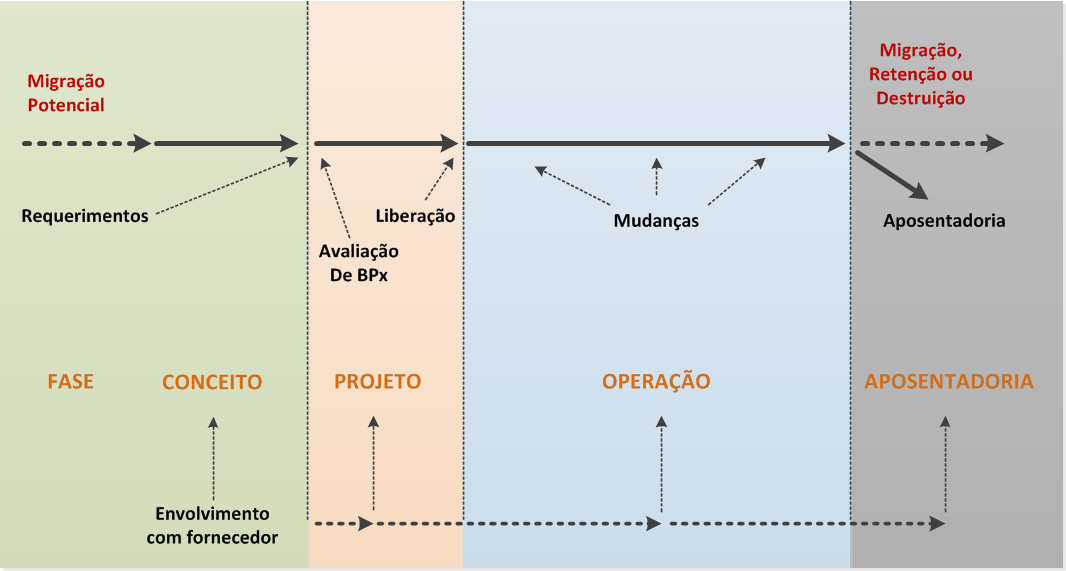 Migração
Potencial
Migração,
Retenção ou
Destruição
Requerimentos
Liberação
Mudanças
Aposentadoria
Avaliação
De BPx
FASE
CONCEITO
PROJETO
OPERAÇÃO
APOSENTADORIA
Envolvimento
com fornecedor